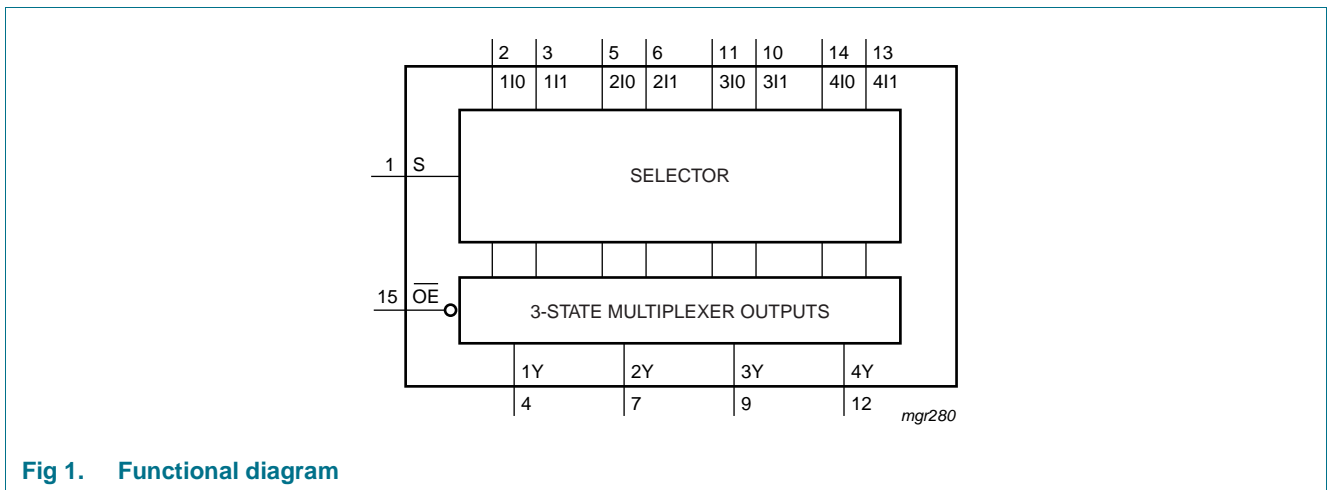 2 3 5 6 11 10 14 13
1I0 1I1 2I0 2I1 3I0 3I1 4I0 4I1
1 S
SELECTOR
15 O̅E̅
3-STATE MULTIPLEXER OUTPUTS
1Y 2Y 3Y 4Y
4 7 9 12
mgr280
Fig 1. Functional diagram